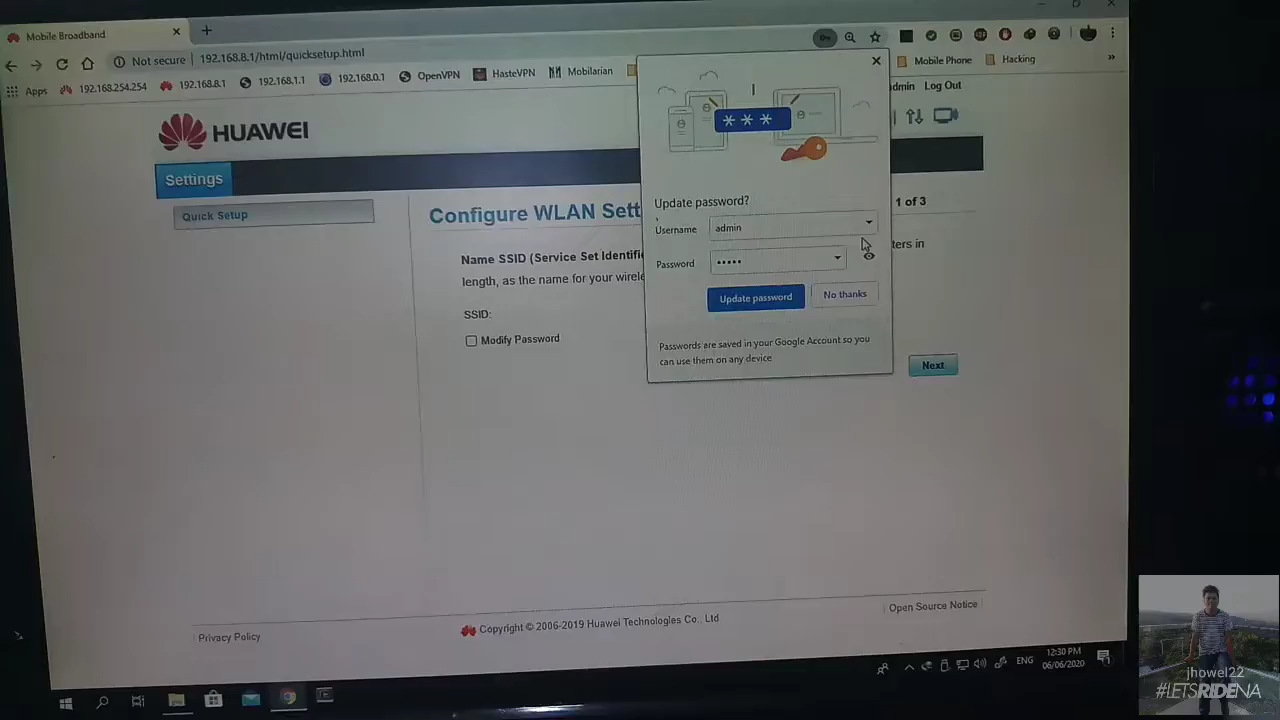 Mobile Broadband
Not secure | 192.168.8.1/html/quicksetup.html
Apps 192.168.254.254 192.168.8.1 192.168.1.1 192.168.0.1 OpenVPN HasteVPN Mobilarian Mobile Phone Hacking »
HUAWEI
dmin Log Out
Settings
Quick Setup
Configure WLAN Sett
1 of 3
Name SSID (Service Set Identifi
ters in
length, as the name for your wirele
SSID:
Modify Password
Next
***
Update password?
Username admin
Password •••••
Update password No thanks
Passwords are saved in your Google Account so you
can use them on any device
Privacy Policy
Copyright © 2006-2019 Huawei Technologies Co., Ltd
Open Source Notice
ENG
12:30 PM
06/06/2020
jhowel22
#LETSRIDENA